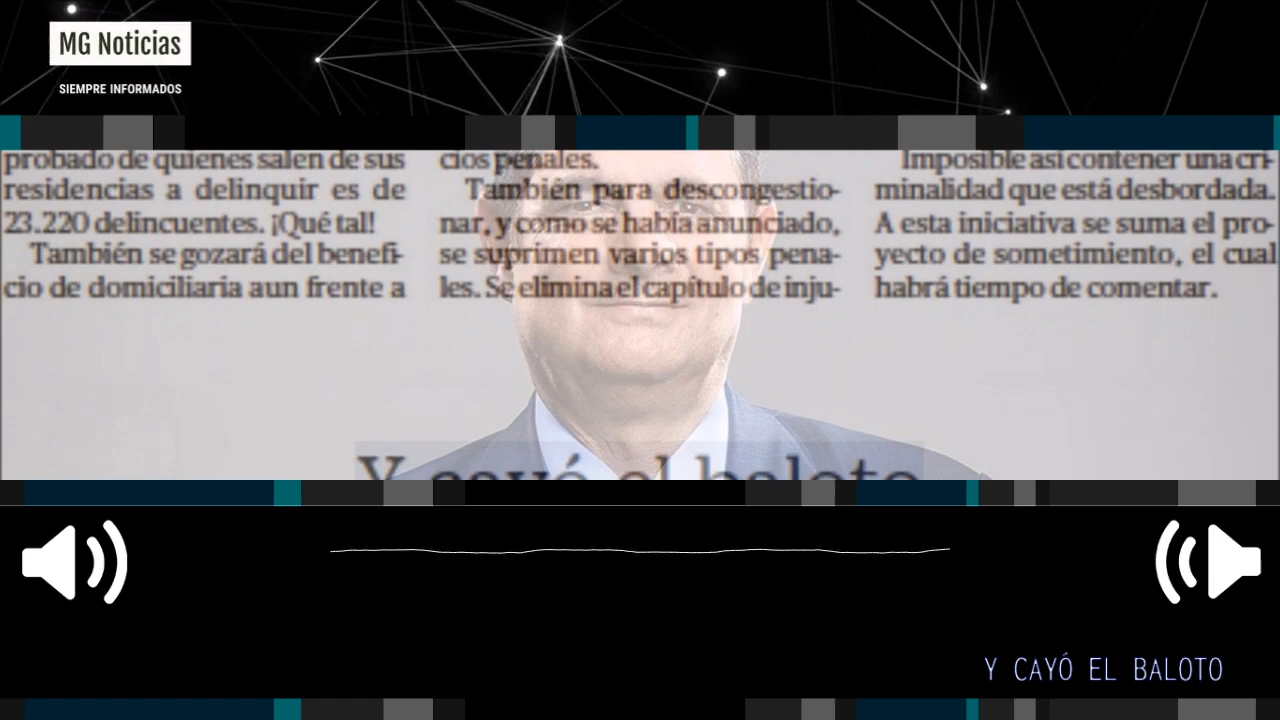 MG Noticias
SIEMPRE INFORMADOS
probado de quienes salen de sus
residencias a delinquir es de
23.220 delincuentes. ¡Qué tal!
También se gozará del benefi-
cio de domiciliaria aun frente a
cios penales.
También para descongestio-
nar, y como se había anunciado,
se suprimen varios tipos pena-
les. Se elimina el capítulo de inju-
Imposible así contener una cri-
minalidad que está desbordada.
A esta iniciativa se suma el pro-
yecto de sometimiento, el cual
habrá tiempo de comentar.
Y cayó el baloto
Y CAYÓ EL BALOTO